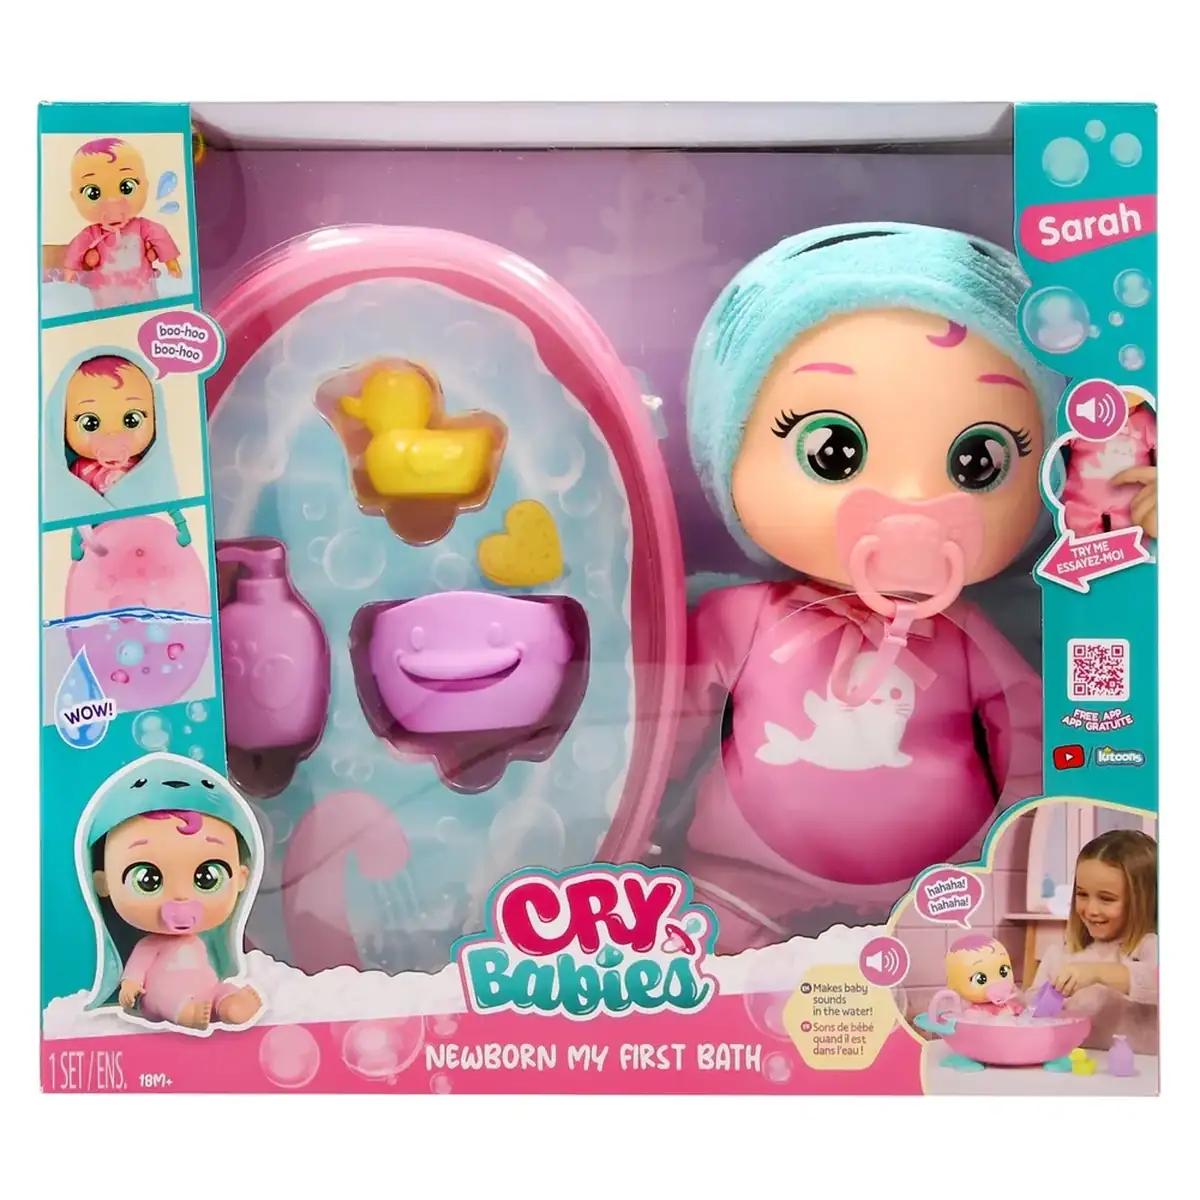 Sarah
boo-hoo
boo-hoo
TRY ME
ESSAYEZ-MOI
WOW!
FREE APP
APP GRATUITE
kitoons
hahaha!
hahaha!
CRY
Babies
EN Makes baby
sounds
in the water!
FR Sons de bébé
quand il est
dans l'eau !
NEWBORN MY FIRST BATH
1 SET / ENS. 18M+